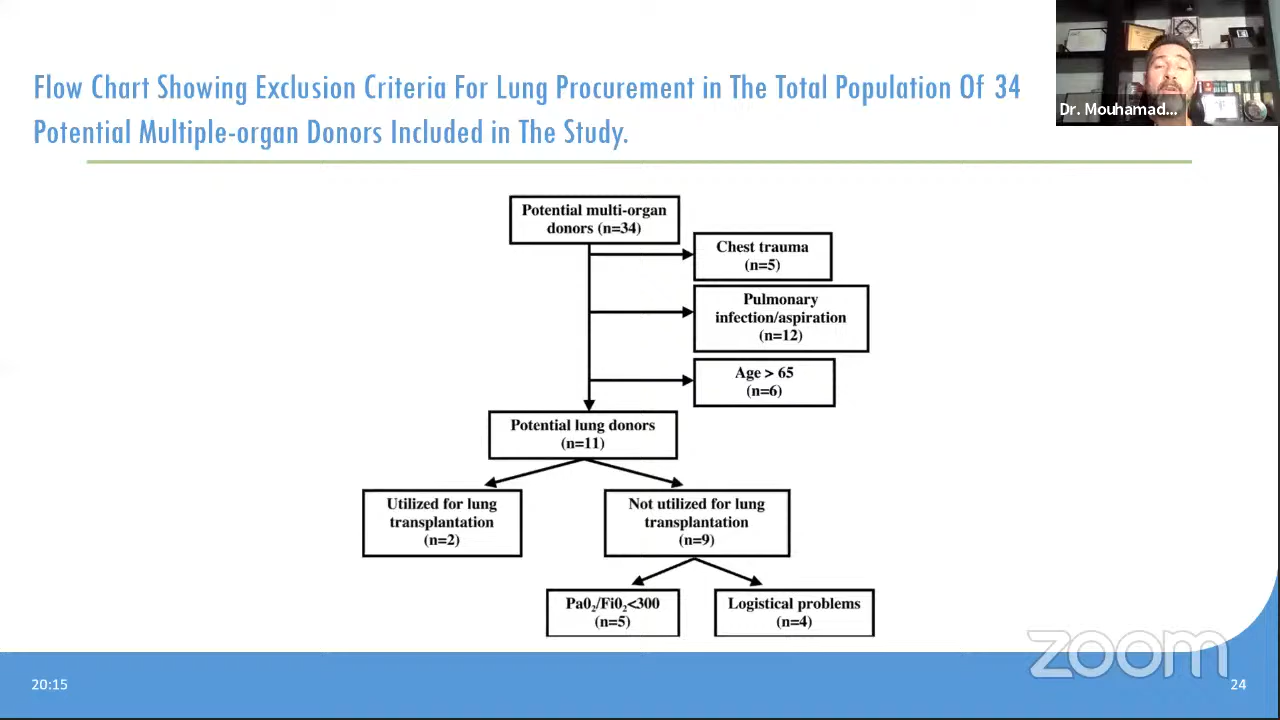 Flow Chart Showing Exclusion Criteria For Lung Procurement in The Total Population Of 34
Potential Multiple-organ Donors Included in The Study.
Dr. Mouhamad...
Potential multi-organ
donors (n=34)
Chest trauma
(n=5)
Pulmonary
infection/aspiration
(n=12)
Age > 65
(n=6)
Potential lung donors
(n=11)
Utilized for lung
transplantation
(n=2)
Not utilized for lung
transplantation
(n=9)
Pa0₂/Fi0₂<300
(n=5)
Logistical problems
(n=4)
zoom
20:15
24